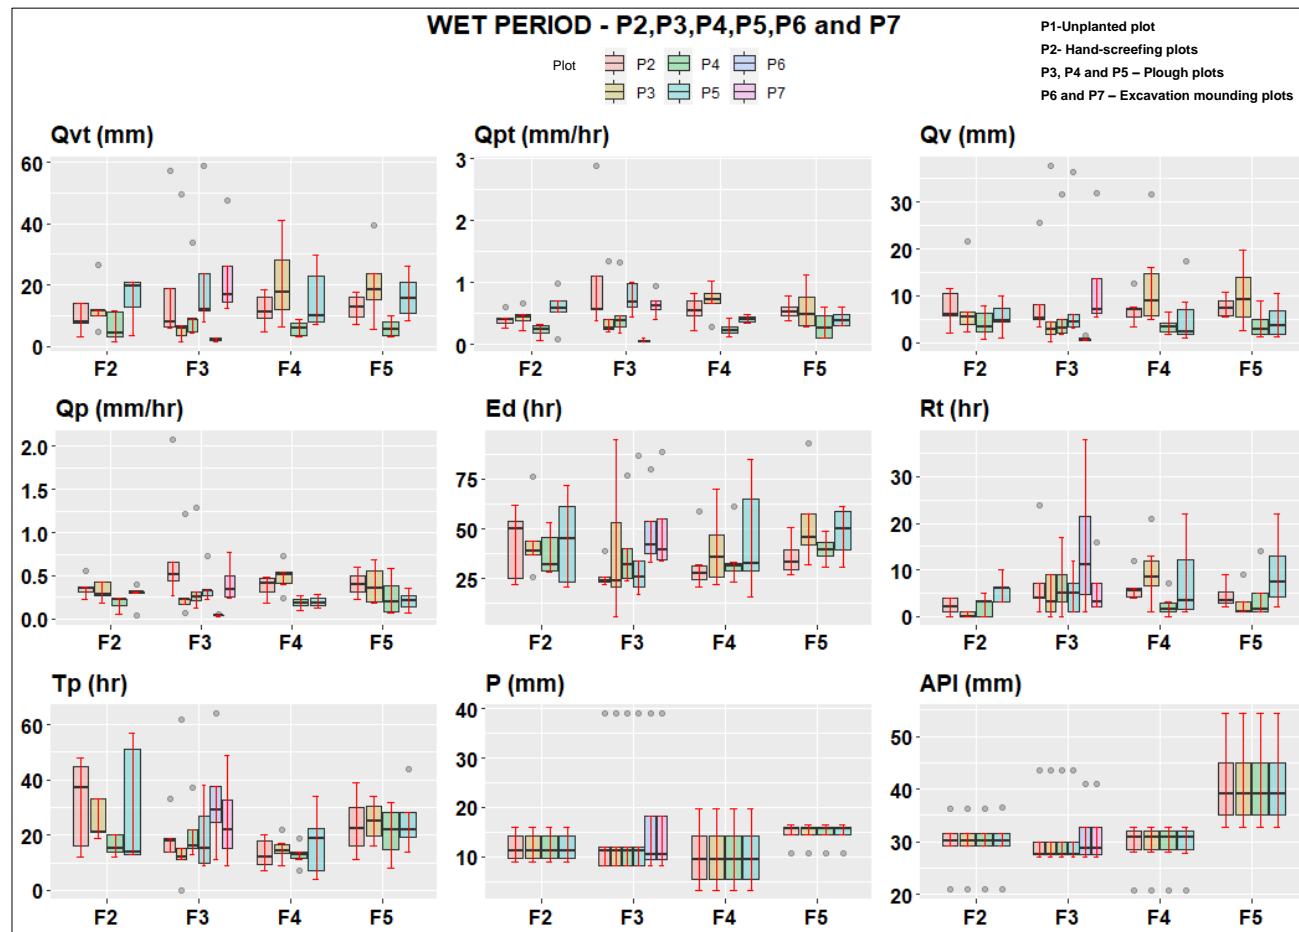 WET PERIOD - P2,P3,P4,P5,P6 and P7
P1-Unplanted plot
P2- Hand-screefing plots
P3, P4 and P5 – Plough plots
P6 and P7 – Excavation mounding plots
Plot
P2 P4 P6
P3 P5 P7
Qvt (mm) Qpt (mm/hr) Qv (mm)
60
40
20
0
F2 F3 F4 F5
3
2
1
0
F2 F3 F4 F5
30
20
10
0
F2 F3 F4 F5
Qp (mm/hr) Ed (hr) Rt (hr)
2.0
1.5
1.0
0.5
0.0
F2 F3 F4 F5
75
50
25
F2 F3 F4 F5
30
20
10
0
F2 F3 F4 F5
Tp (hr) P (mm) API (mm)
60
40
20
0
F2 F3 F4 F5
40
30
20
10
F2 F3 F4 F5
50
40
30
20
F2 F3 F4 F5